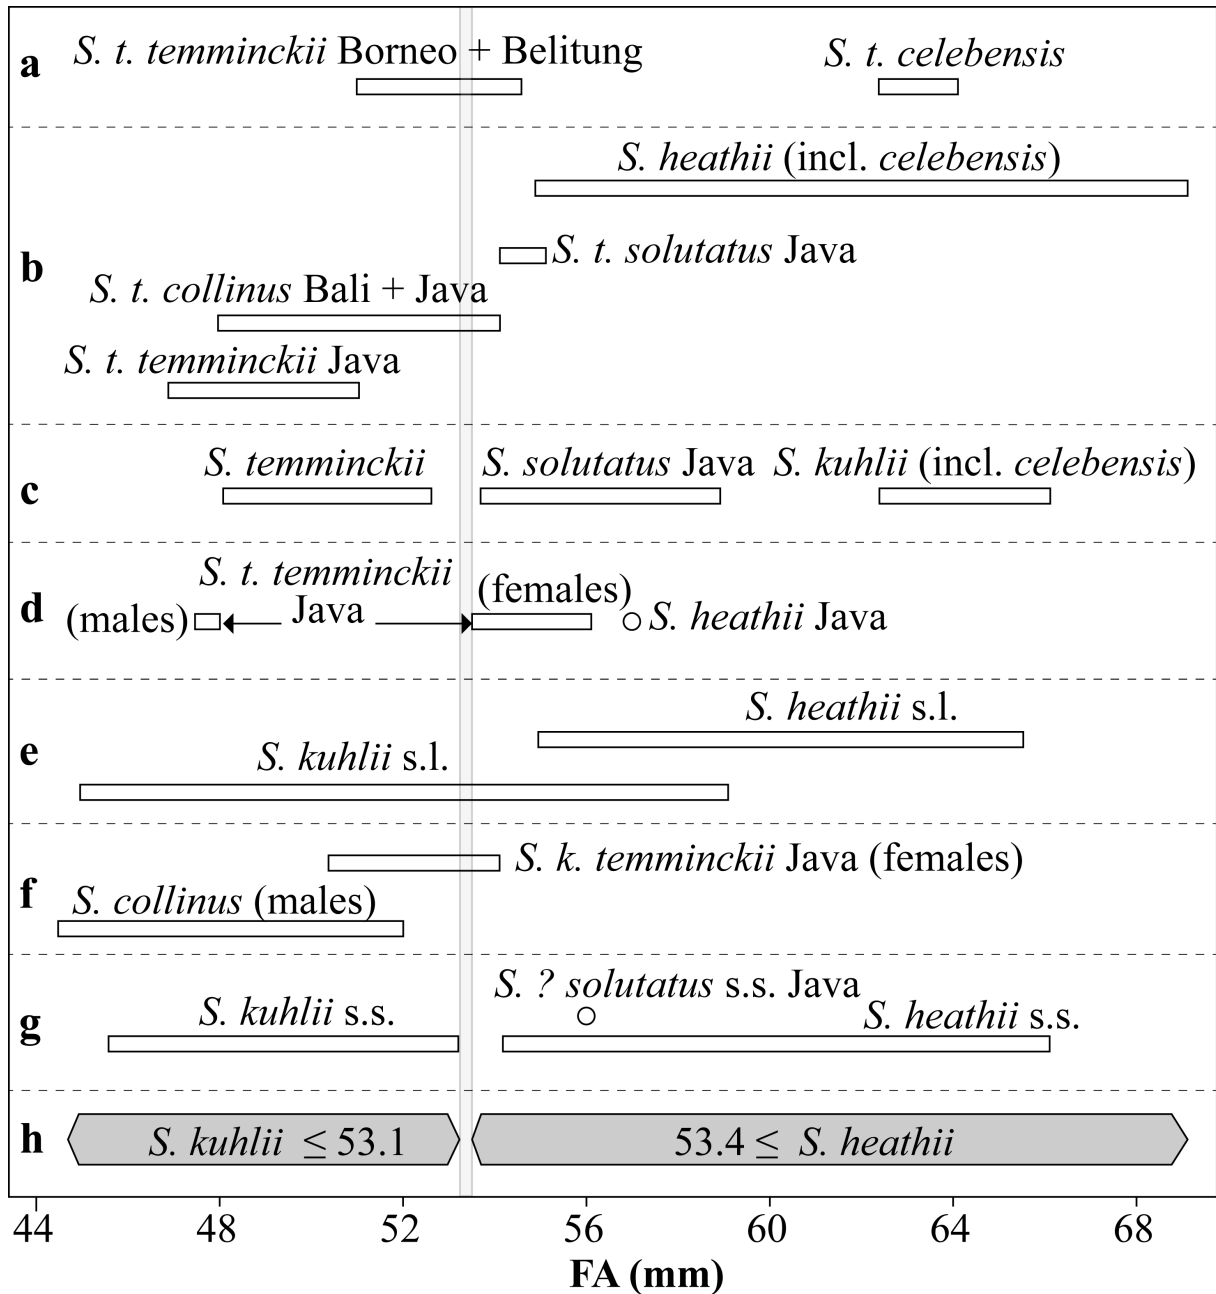 a
S. t. temminckii Borneo + Belitung
S. t. celebensis
S. heathii (incl. celebensis)
b
S. t. solutatus Java
S. t. collinus Bali + Java
S. t. temminckii Java
c
S. temminckii
S. solutatus Java
S. kuhlii (incl. celebensis)
d
S. t. temminckii
(males)
Java
(females)
S. heathii Java
e
S. heathii s.l.
S. kuhlii s.l.
f
S. k. temminckii Java (females)
S. collinus (males)
g
S. ? solutatus s.s. Java
S. kuhlii s.s.
S. heathii s.s.
h
S. kuhlii ≤ 53.1
53.4 ≤ S. heathii
44 48 52 56 60 64 68
FA (mm)